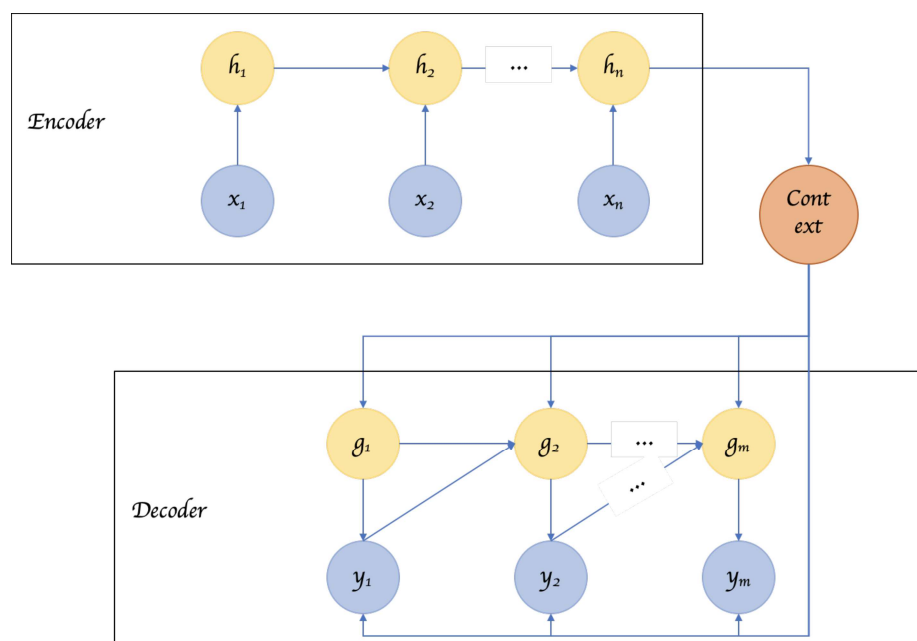 h₁
h₂
...
hₙ
Encoder
x₁
x₂
xₙ
Cont
ext
g₁
g₂
...
gₘ
...
Decoder
y₁
y₂
yₘ